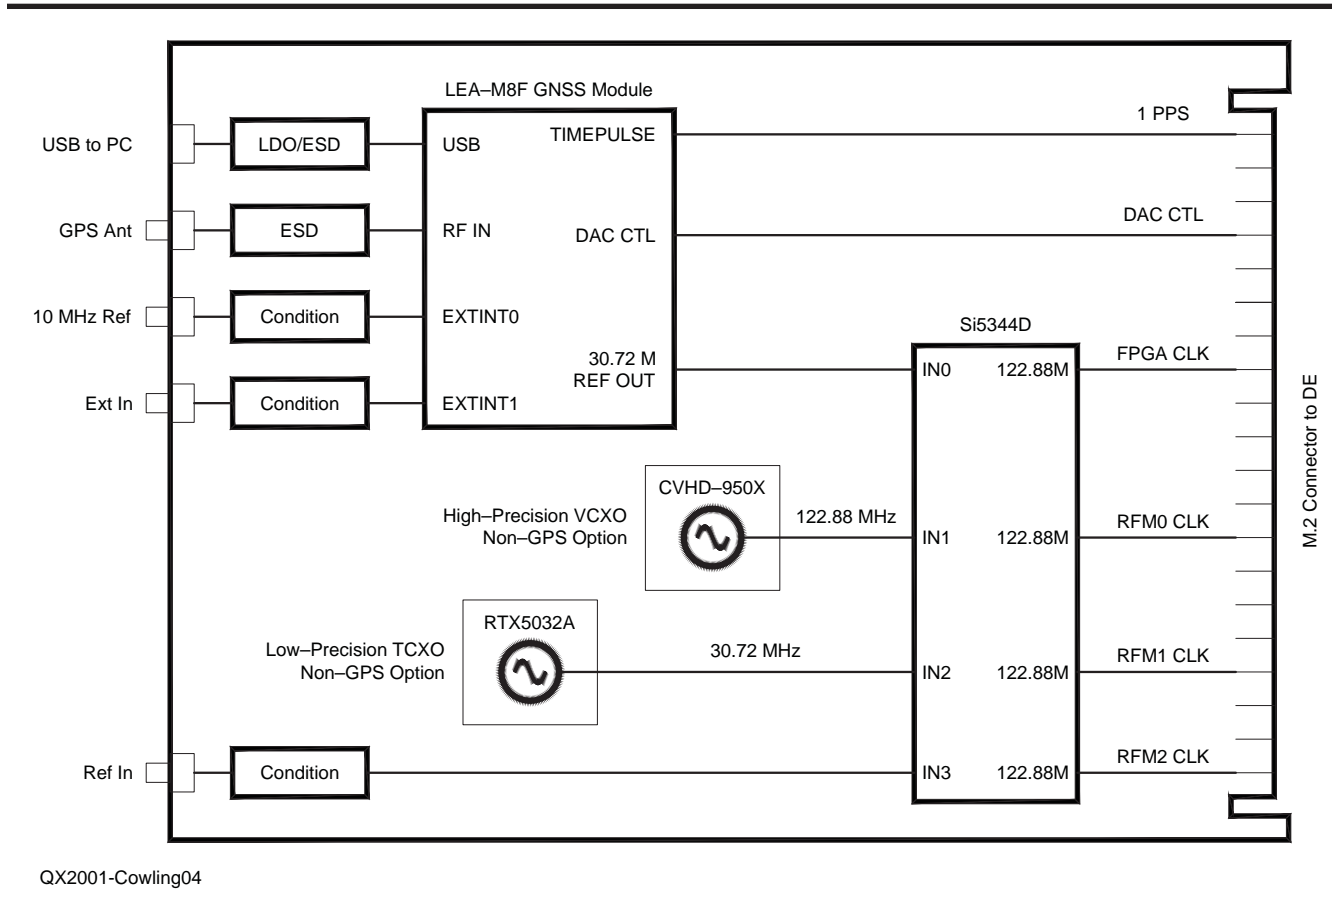 LEA–M8F GNSS Module
1 PPS
USB to PC
LDO/ESD
USB
TIMEPULSE
GPS Ant
ESD
RF IN
DAC CTL
DAC CTL
10 MHz Ref
Condition
EXTINT0
30.72 M
REF OUT
Si5344D
IN0
122.88M
FPGA CLK
Ext In
Condition
EXTINT1
M.2 Connector to DE
CVHD–950X
High–Precision VCXO
Non–GPS Option
122.88 MHz
IN1
122.88M
RFM0 CLK
RTX5032A
Low–Precision TCXO
Non–GPS Option
30.72 MHz
IN2
122.88M
RFM1 CLK
Ref In
Condition
IN3
122.88M
RFM2 CLK
QX2001-Cowling04